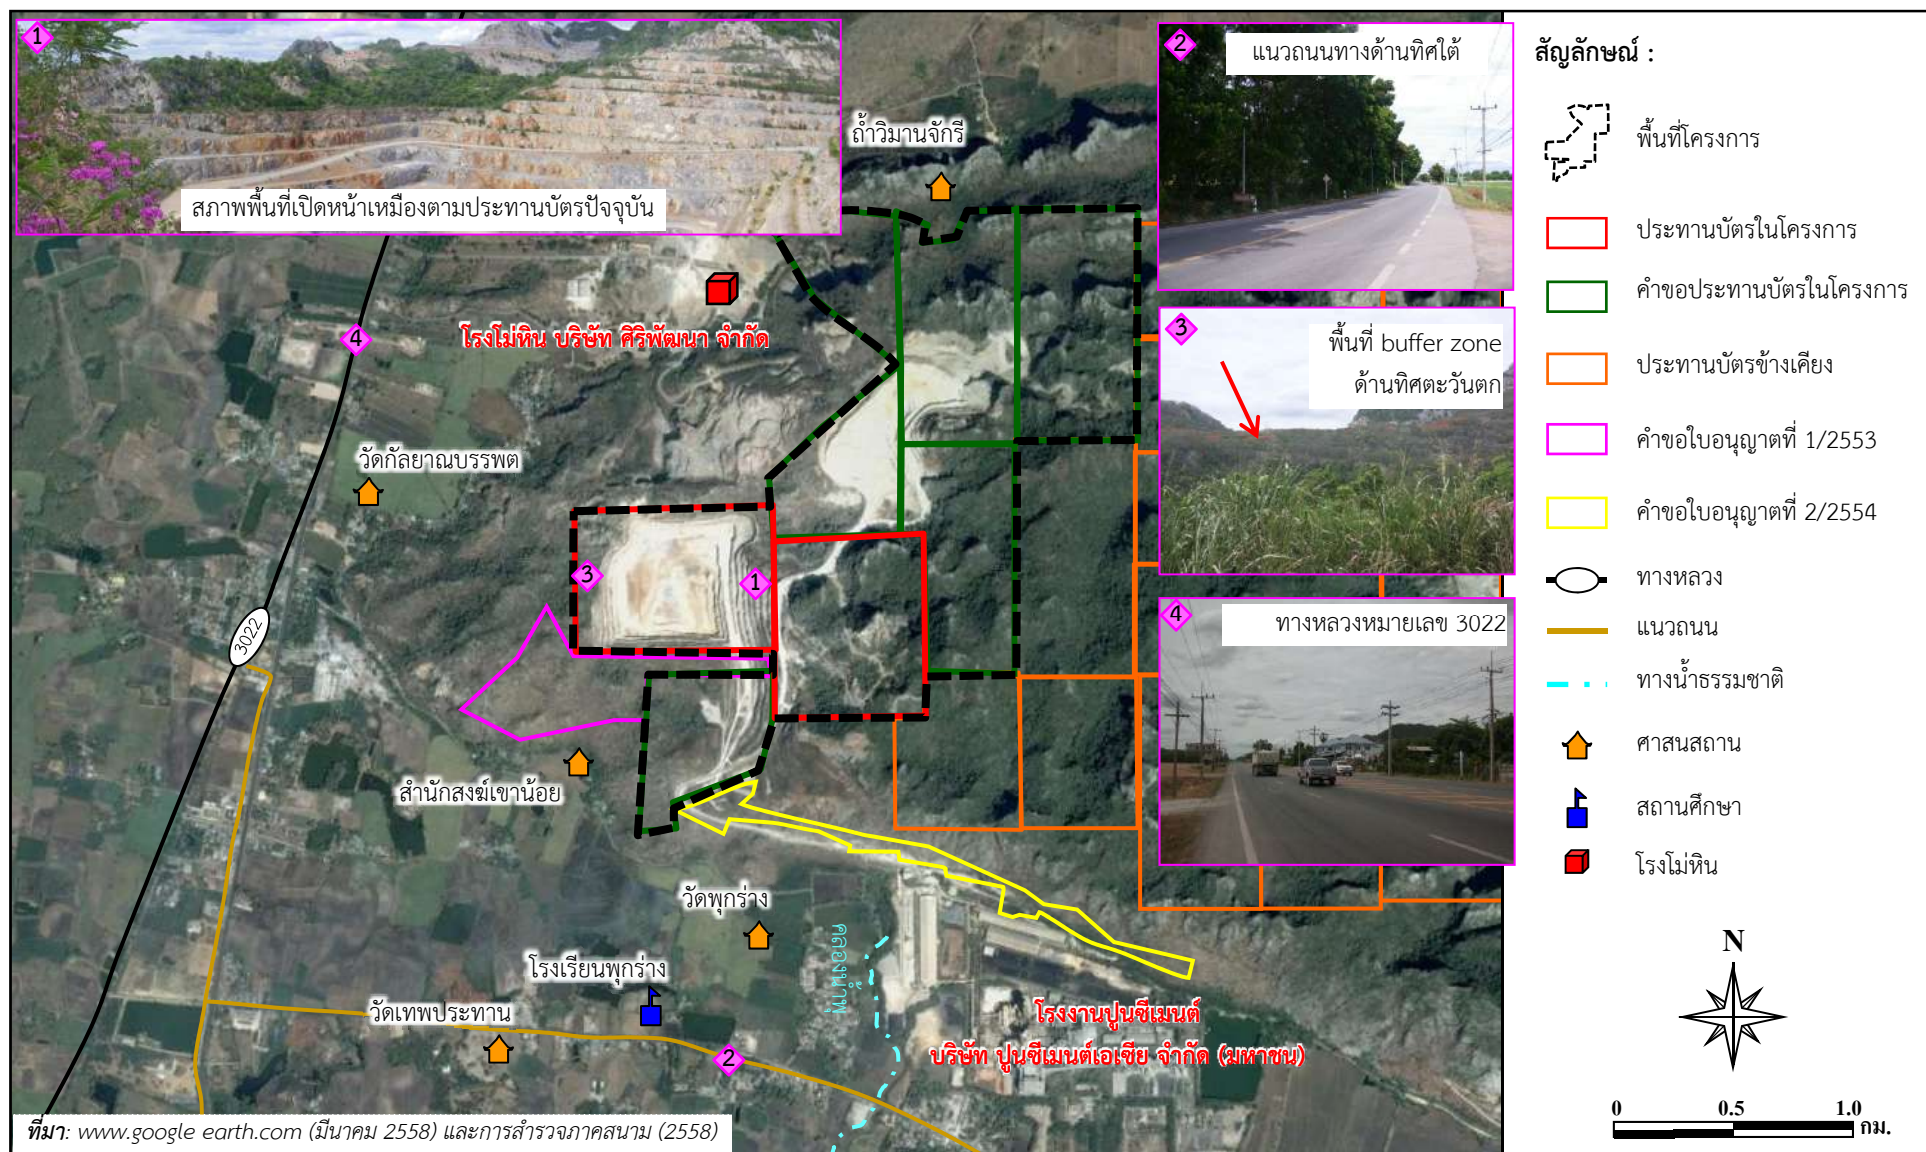 1
สภาพพื้นที่เปิดหน้าเหมืองตามประทานบัตรปัจจุบัน
2
แนวถนนทางด้านทิศใต้
3
พื้นที่ buffer zone
ด้านทิศตะวันตก
4
ทางหลวงหมายเลข 3022
ถ้ำวิมานจักรี
โรงโม่หิน บริษัท ศิริพัฒนา จำกัด
4
วัดกัลยาณบรรพต
3
1
3022
สำนักสงฆ์เขาน้อย
วัดพุกร่าง
คลองม่วงพุ
โรงเรียนพุกร่าง
วัดเทพประทาน
2
โรงงานปูนซีเมนต์
บริษัท ปูนซีเมนต์เอเซีย จำกัด (มหาชน)
ที่มา: www.google earth.com (มีนาคม 2558) และการสำรวจภาคสนาม (2558)
สัญลักษณ์ :
พื้นที่โครงการ
ประทานบัตรในโครงการ
คำขอประทานบัตรในโครงการ
ประทานบัตรข้างเคียง
คำขอใบอนุญาตที่ 1/2553
คำขอใบอนุญาตที่ 2/2554
ทางหลวง
แนวถนน
ทางน้ำธรรมชาติ
ศาสนสถาน
สถานศึกษา
โรงโม่หิน
N
0 0.5 1.0
กม.